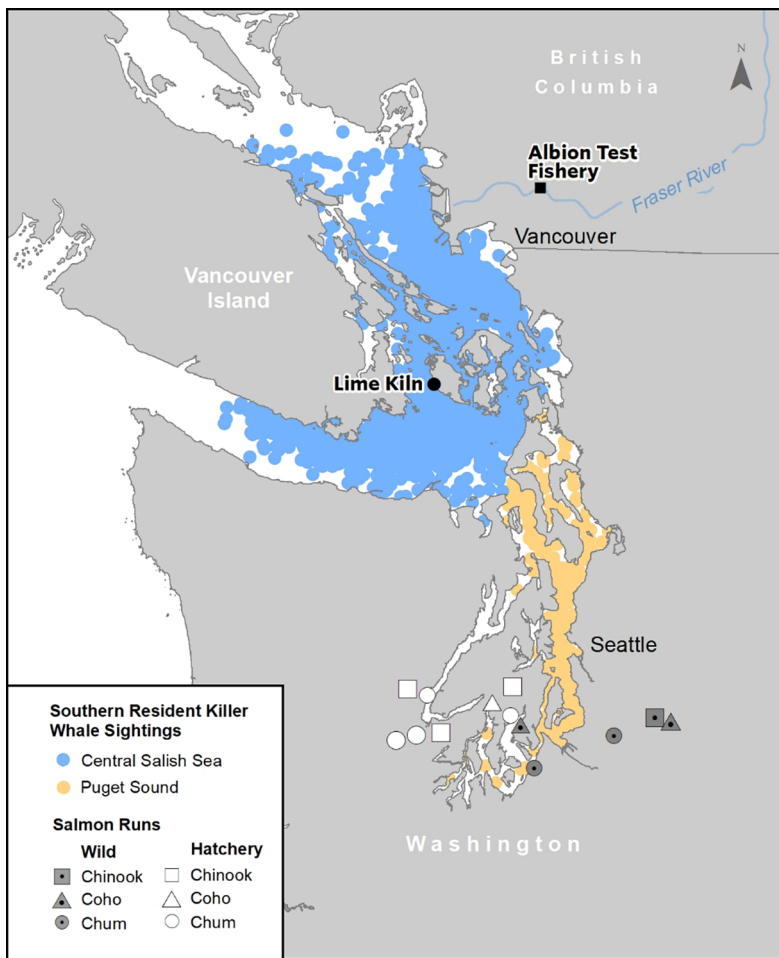 British
Columbia
N
Albion Test
Fishery
Fraser River
Vancouver
Vancouver
Island
Lime Kiln
Seattle
Washington
Southern Resident Killer
Whale Sightings
Central Salish Sea
Puget Sound
Salmon Runs
Wild
Hatchery
Chinook
Chinook
Coho
Coho
Chum
Chum